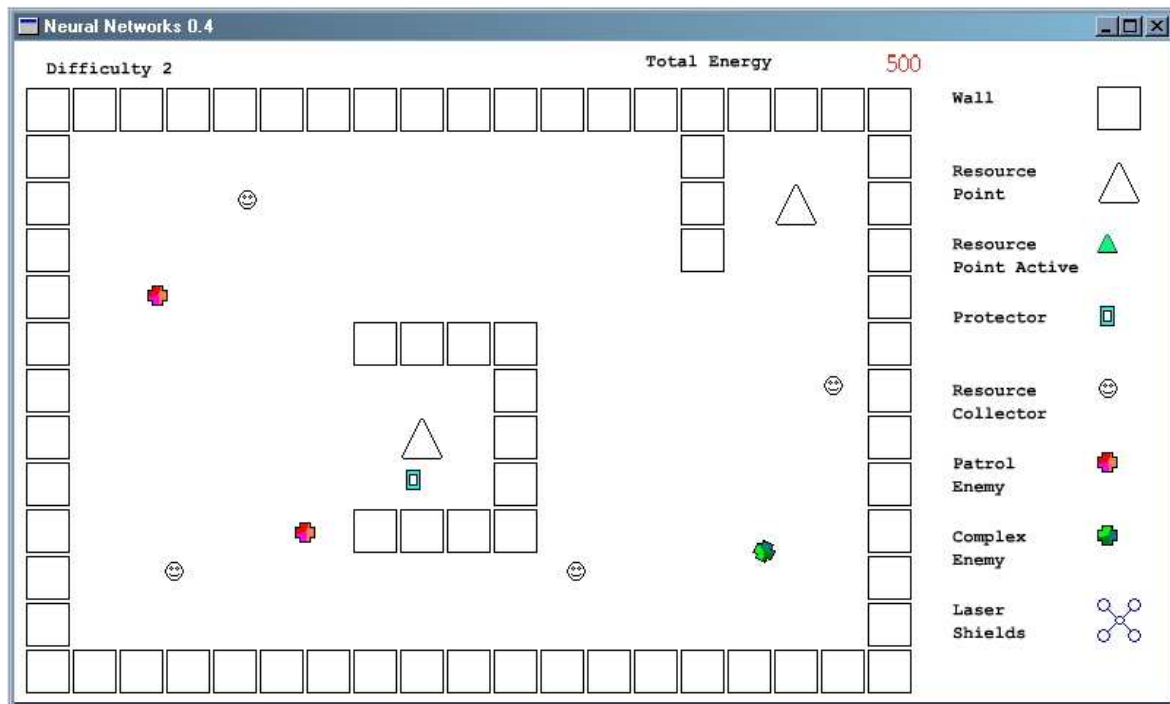 Neural Networks 0.4
Difficulty 2
Total Energy 500
Wall
Resource
Point
Resource
Point Active
Protector
Resource
Collector
Patrol
Enemy
Complex
Enemy
Laser
Shields